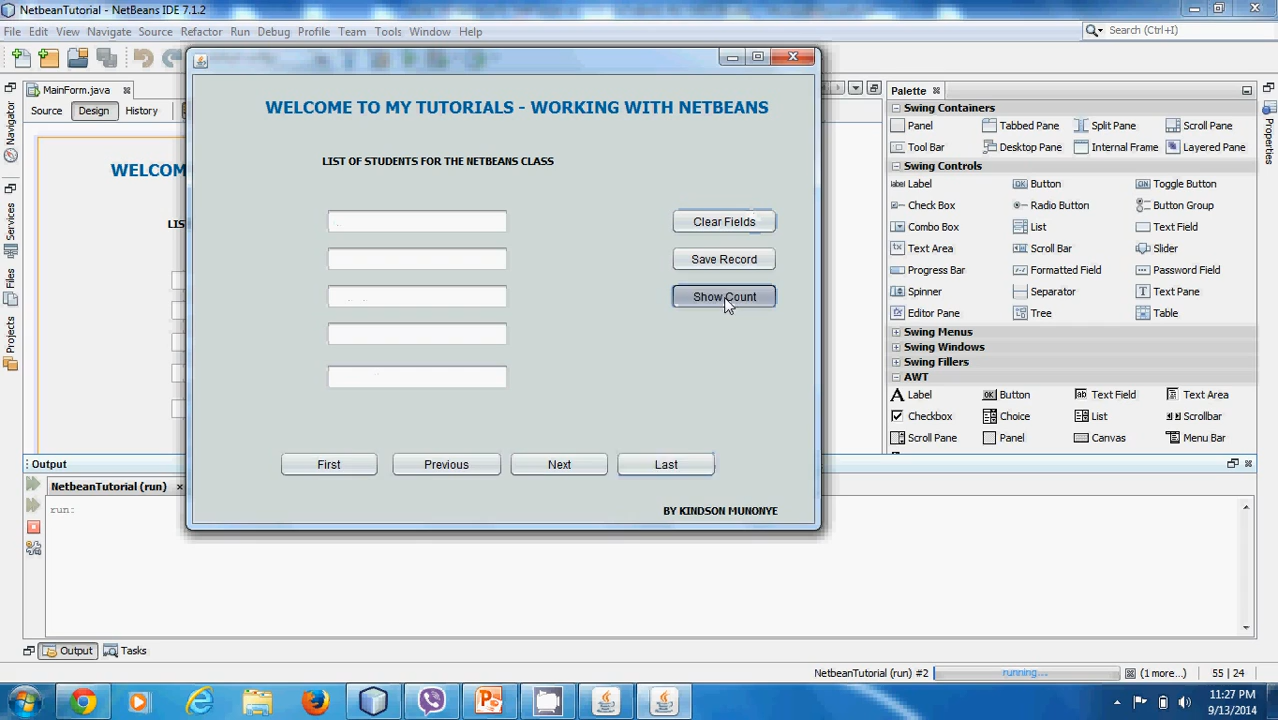 NetbeanTutorial - NetBeans IDE 7.1.2
File Edit View Navigate Source Refactor Run Debug Profile Team Tools Window Help
Search (Ctrl+I)
MainForm.java
Source Design History
WELCOM
LIS
Navigator
Services
Files
Projects
WELCOME TO MY TUTORIALS - WORKING WITH NETBEANS
LIST OF STUDENTS FOR THE NETBEANS CLASS
Clear Fields
Save Record
Show Count
First Previous Next Last
BY KINDSON MUNONYE
Palette
Properties
Swing Containers
Panel Tabbed Pane Split Pane Scroll Pane
Tool Bar Desktop Pane Internal Frame Layered Pane
Swing Controls
label Label OK Button ON Toggle Button
Check Box Radio Button Button Group
Combo Box List Text Field
Text Area Scroll Bar Slider
Progress Bar Formatted Field Password Field
Spinner Separator Text Pane
Editor Pane Tree Table
Swing Menus
Swing Windows
Swing Fillers
AWT
Label Button Text Field Text Area
Checkbox Choice List Scrollbar
Scroll Pane Panel Canvas Menu Bar
Output
NetbeanTutorial (run)
run:
Output Tasks
NetbeanTutorial (run) #2 running... (1 more...) 55 | 24
11:27 PM
9/13/2014